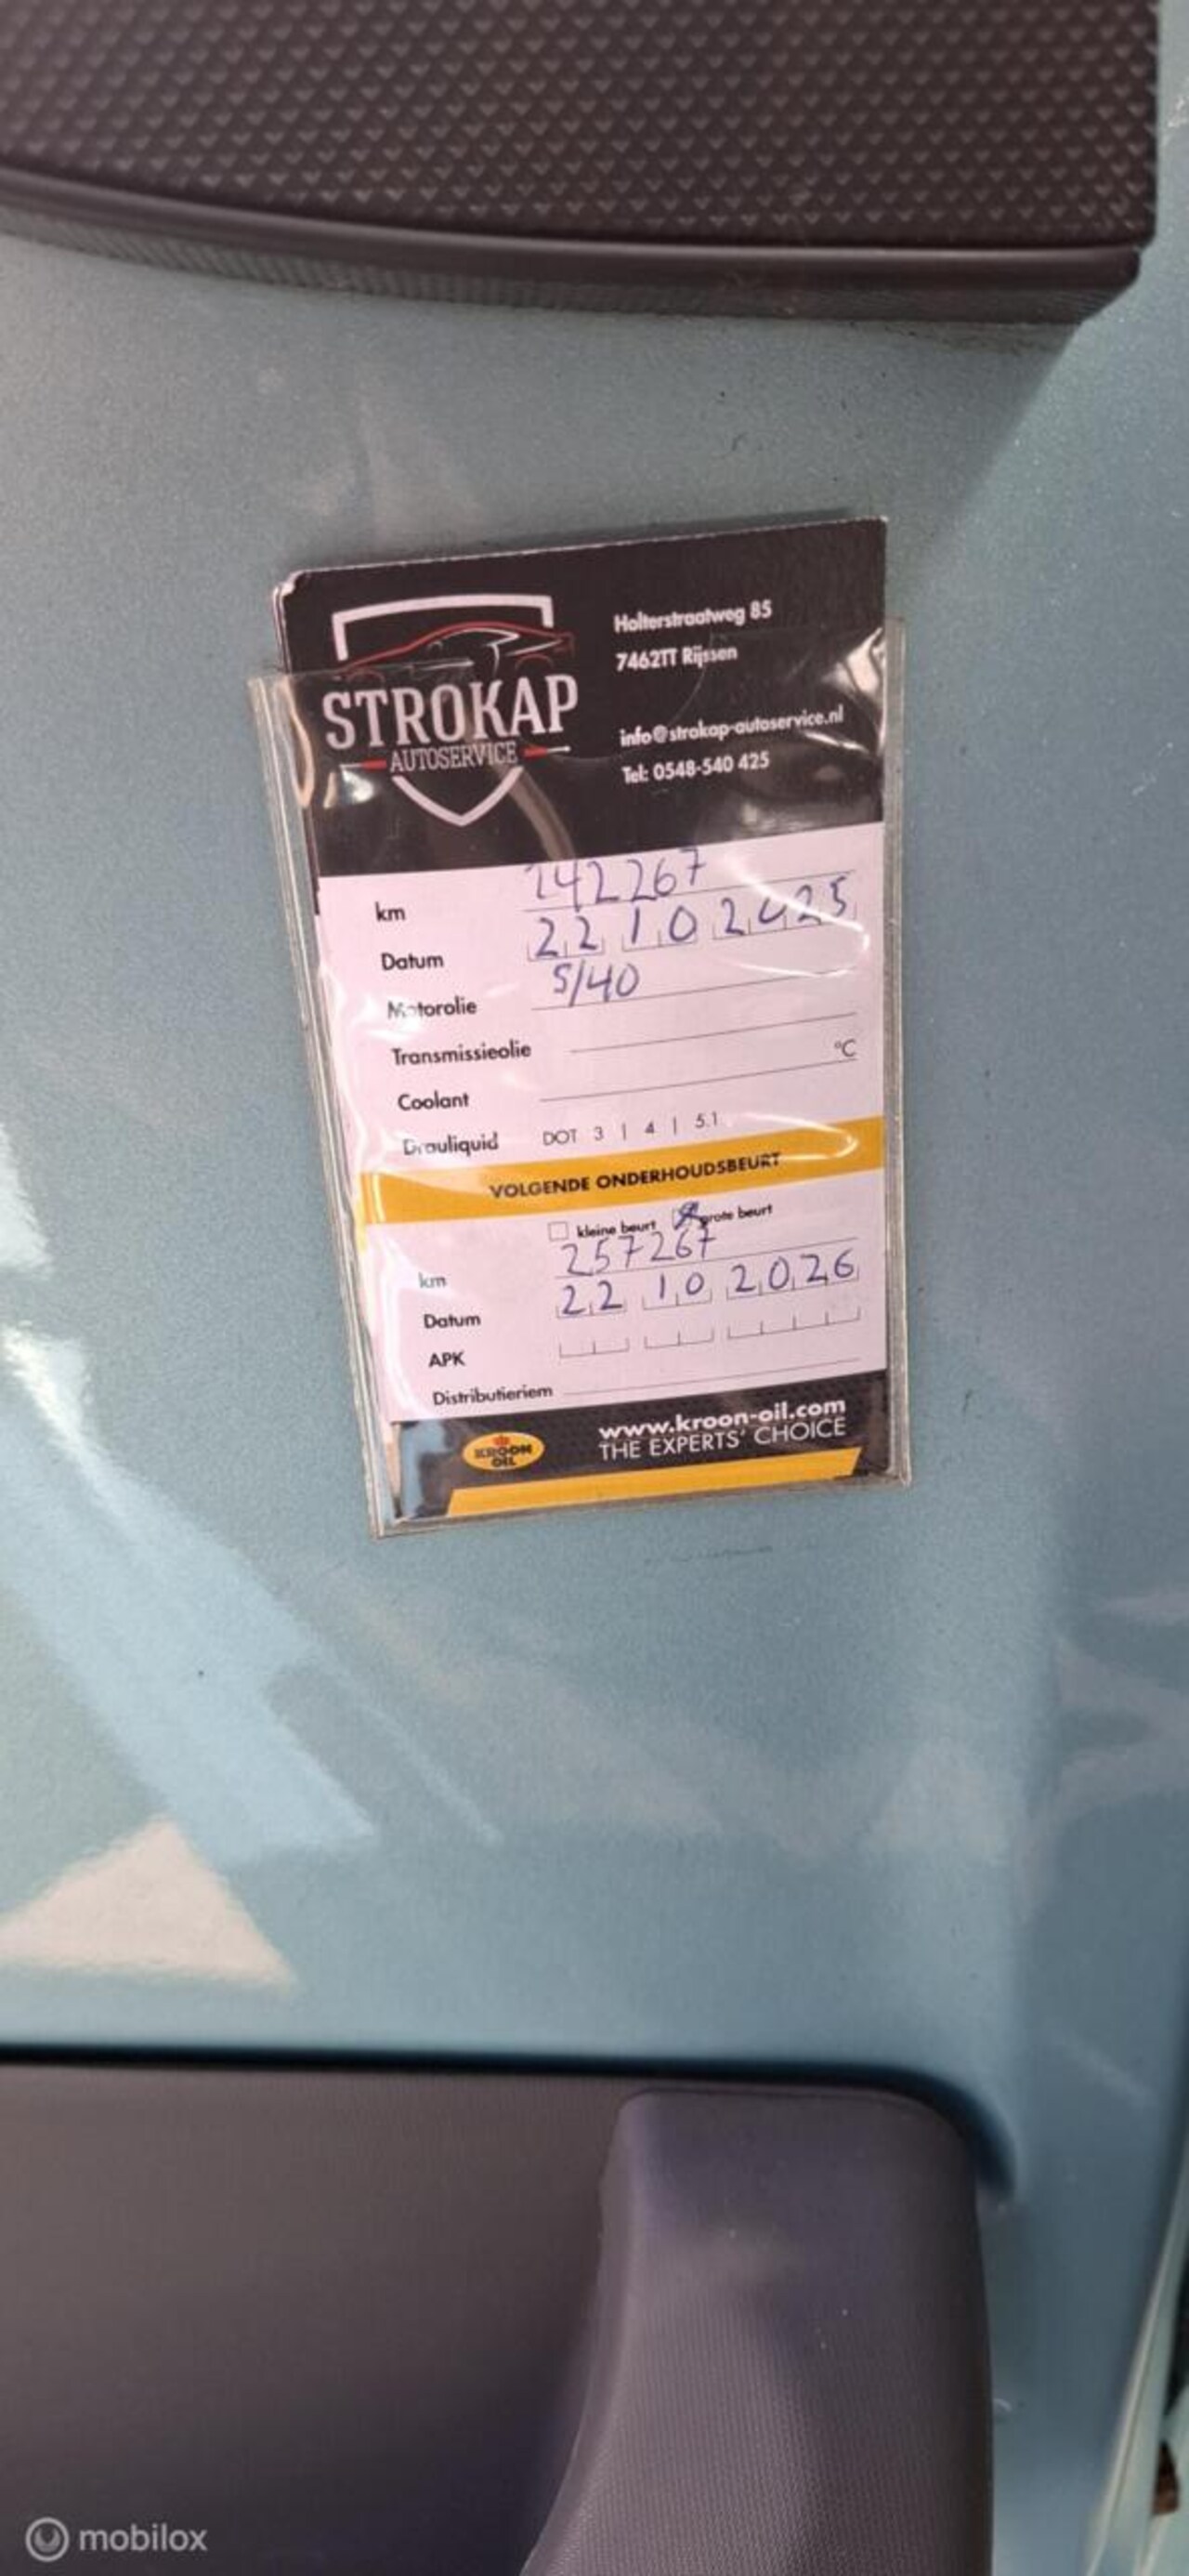 STROKAP
AUTOSERVICE
Holterstraatweg 85
7462TT Rijssen
info@strokap-autoservice.nl
Tel: 0548-540 425
km 242267
Datum 22 10 2025
Motorolie 5/40
Transmissieolie
Coolant °C
DOT 3 | 4 | 5.1
VOLGENDE ONDERHOUDSBEURT
kleine beurt grote beurt
km 257267
Datum 22 10 2026
APK
Distributieriem
KROON
OIL
www.kroon-oil.com
THE EXPERTS' CHOICE
mobilox